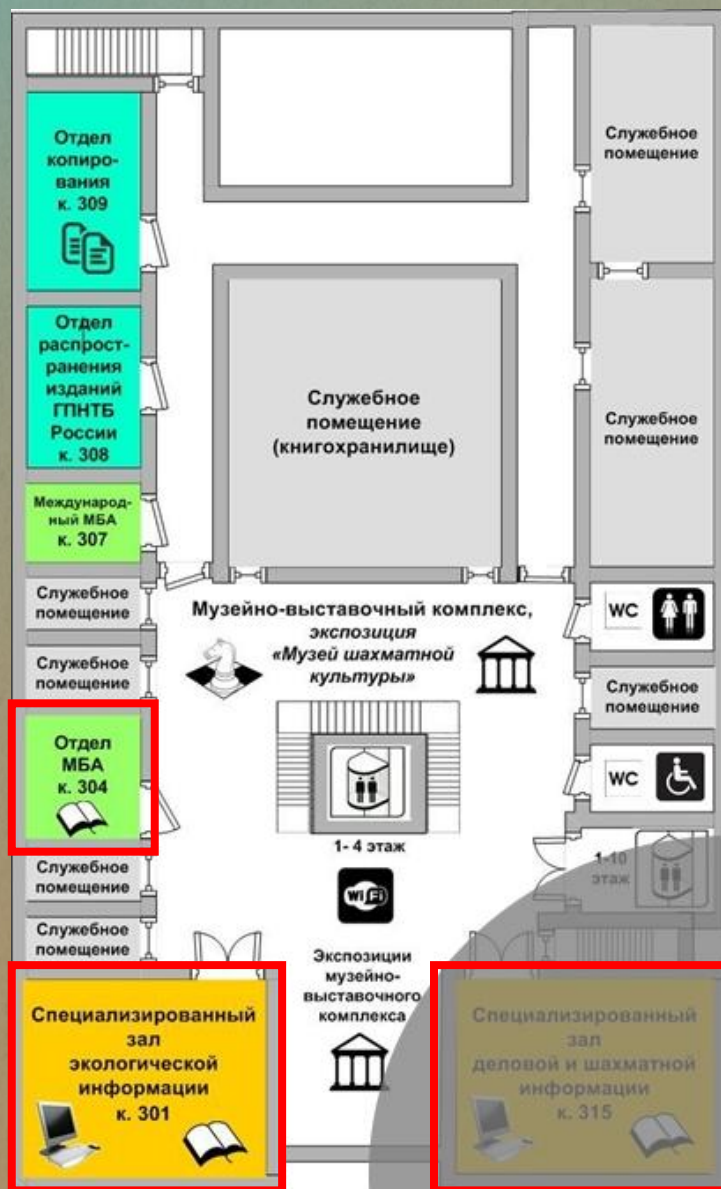 Отдел
копиро-
вания
к. 309
Отдел
распрост-
ранения
изданий
ГПНТБ
России
к. 308
Международ-
ный МБА
к. 307
Служебное
помещение
Служебное
помещение
Отдел
МБА
к. 304
Служебное
помещение
Служебное
помещение
Специализированный
зал
экологической
информации
к. 301
Служебное
помещение
(книгохранилище)
Музейно-выставочный комплекс,
экспозиция
«Музей шахматной
культуры»
1- 4 этаж
WiFi
Экспозиции
музейно-
выставочного
комплекса
Служебное
помещение
Служебное
помещение
WC
Служебное
помещение
WC
1-10
этаж
Специализированный
зал
деловой и шахматной
информации
к. 315